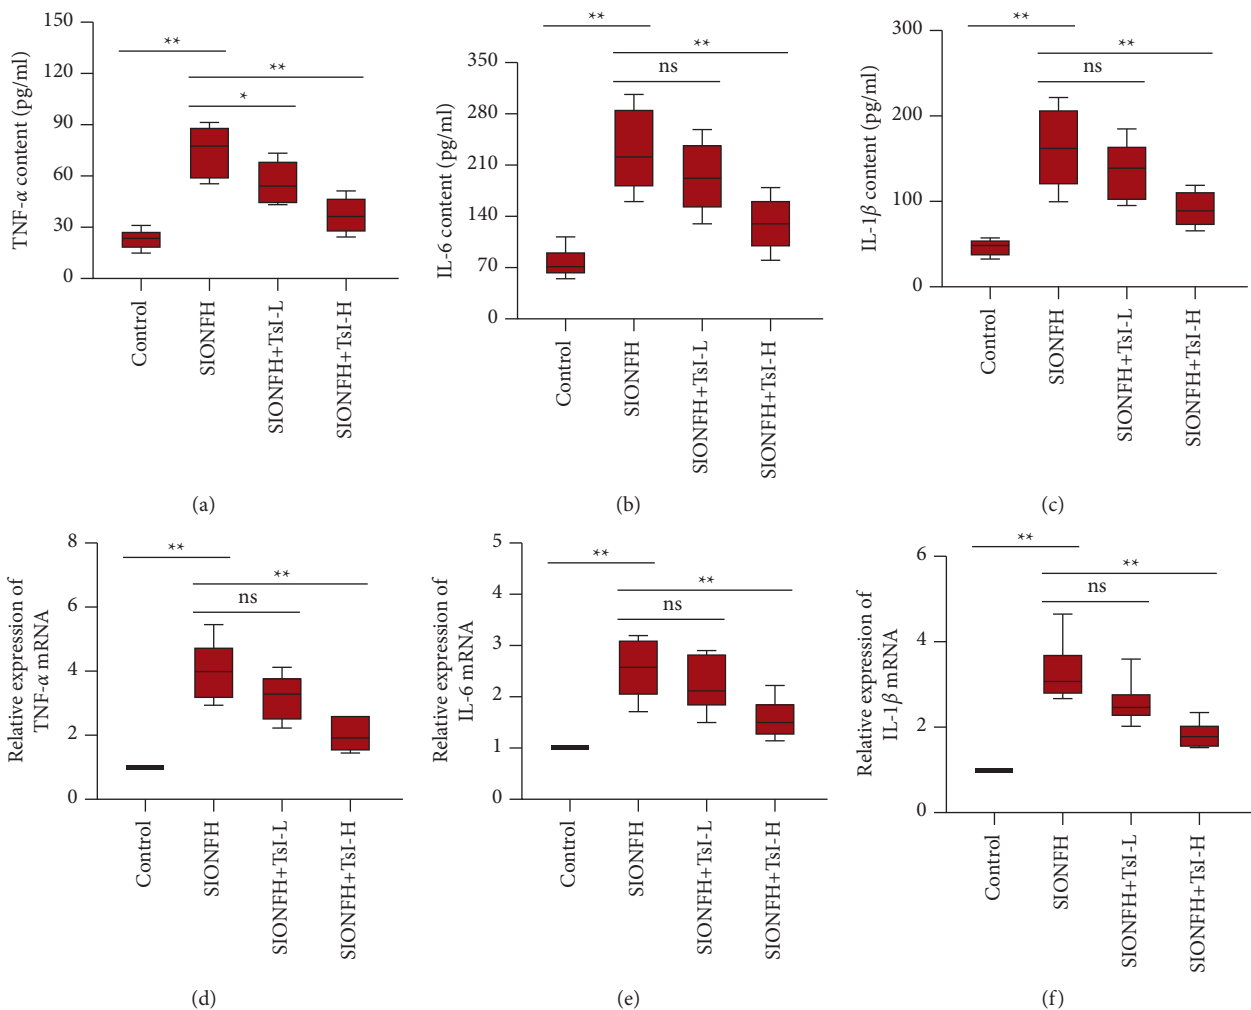 TNF-α content (pg/ml)
150
120
90
60
30
0
**
**
*
Control
SIONFH
SIONFH+TsI-L
SIONFH+TsI-H
(a)
IL-6 content (pg/ml)
350
280
210
140
70
0
**
**
ns
Control
SIONFH
SIONFH+TsI-L
SIONFH+TsI-H
(b)
IL-1β content (pg/ml)
300
200
100
0
**
**
ns
Control
SIONFH
SIONFH+TsI-L
SIONFH+TsI-H
(c)
Relative expression of
TNF-α mRNA
8
6
4
2
0
**
**
ns
Control
SIONFH
SIONFH+TsI-L
SIONFH+TsI-H
(d)
Relative expression of
IL-6 mRNA
5
4
3
2
1
0
**
**
ns
Control
SIONFH
SIONFH+TsI-L
SIONFH+TsI-H
(e)
Relative expression of
IL-1β mRNA
6
4
2
0
**
**
ns
Control
SIONFH
SIONFH+TsI-L
SIONFH+TsI-H
(f)